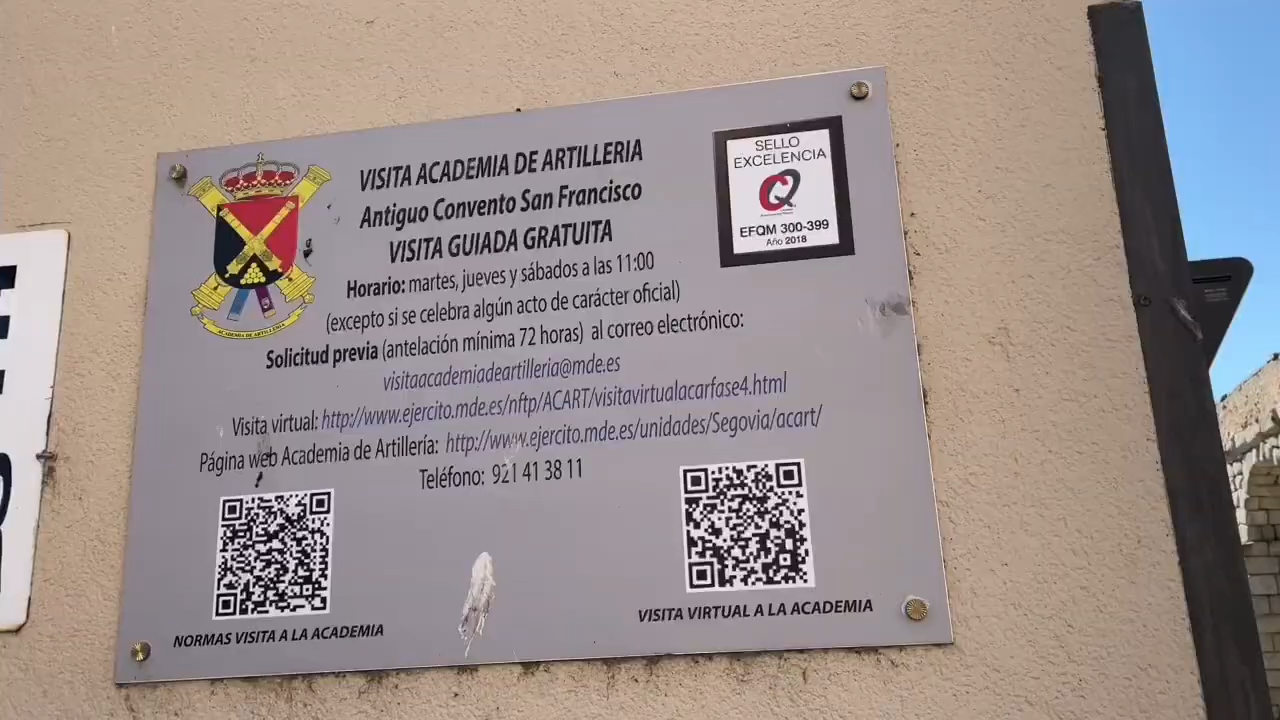 VISITA ACADEMIA DE ARTILLERIA
Antiguo Convento San Francisco
VISITA GUIADA GRATUITA
Horario: martes, jueves y sábados a las 11:00
(excepto si se celebra algún acto de carácter oficial)
Solicitud previa (antelación mínima 72 horas) al correo electrónico:
visitaacademiadeartilleria@mde.es
Visita virtual: http://www.ejercito.mde.es/nftp/ACART/visitavirtualacarfase4.html
Página web Academia de Artillería: http://www.ejercito.mde.es/unidades/Segovia/acart/
Teléfono: 921 41 38 11
NORMAS VISITA A LA ACADEMIA
VISITA VIRTUAL A LA ACADEMIA
SELLO
EXCELENCIA
EFQM 300-399
Año 2018
ACADEMIA DE ARTILLERIA